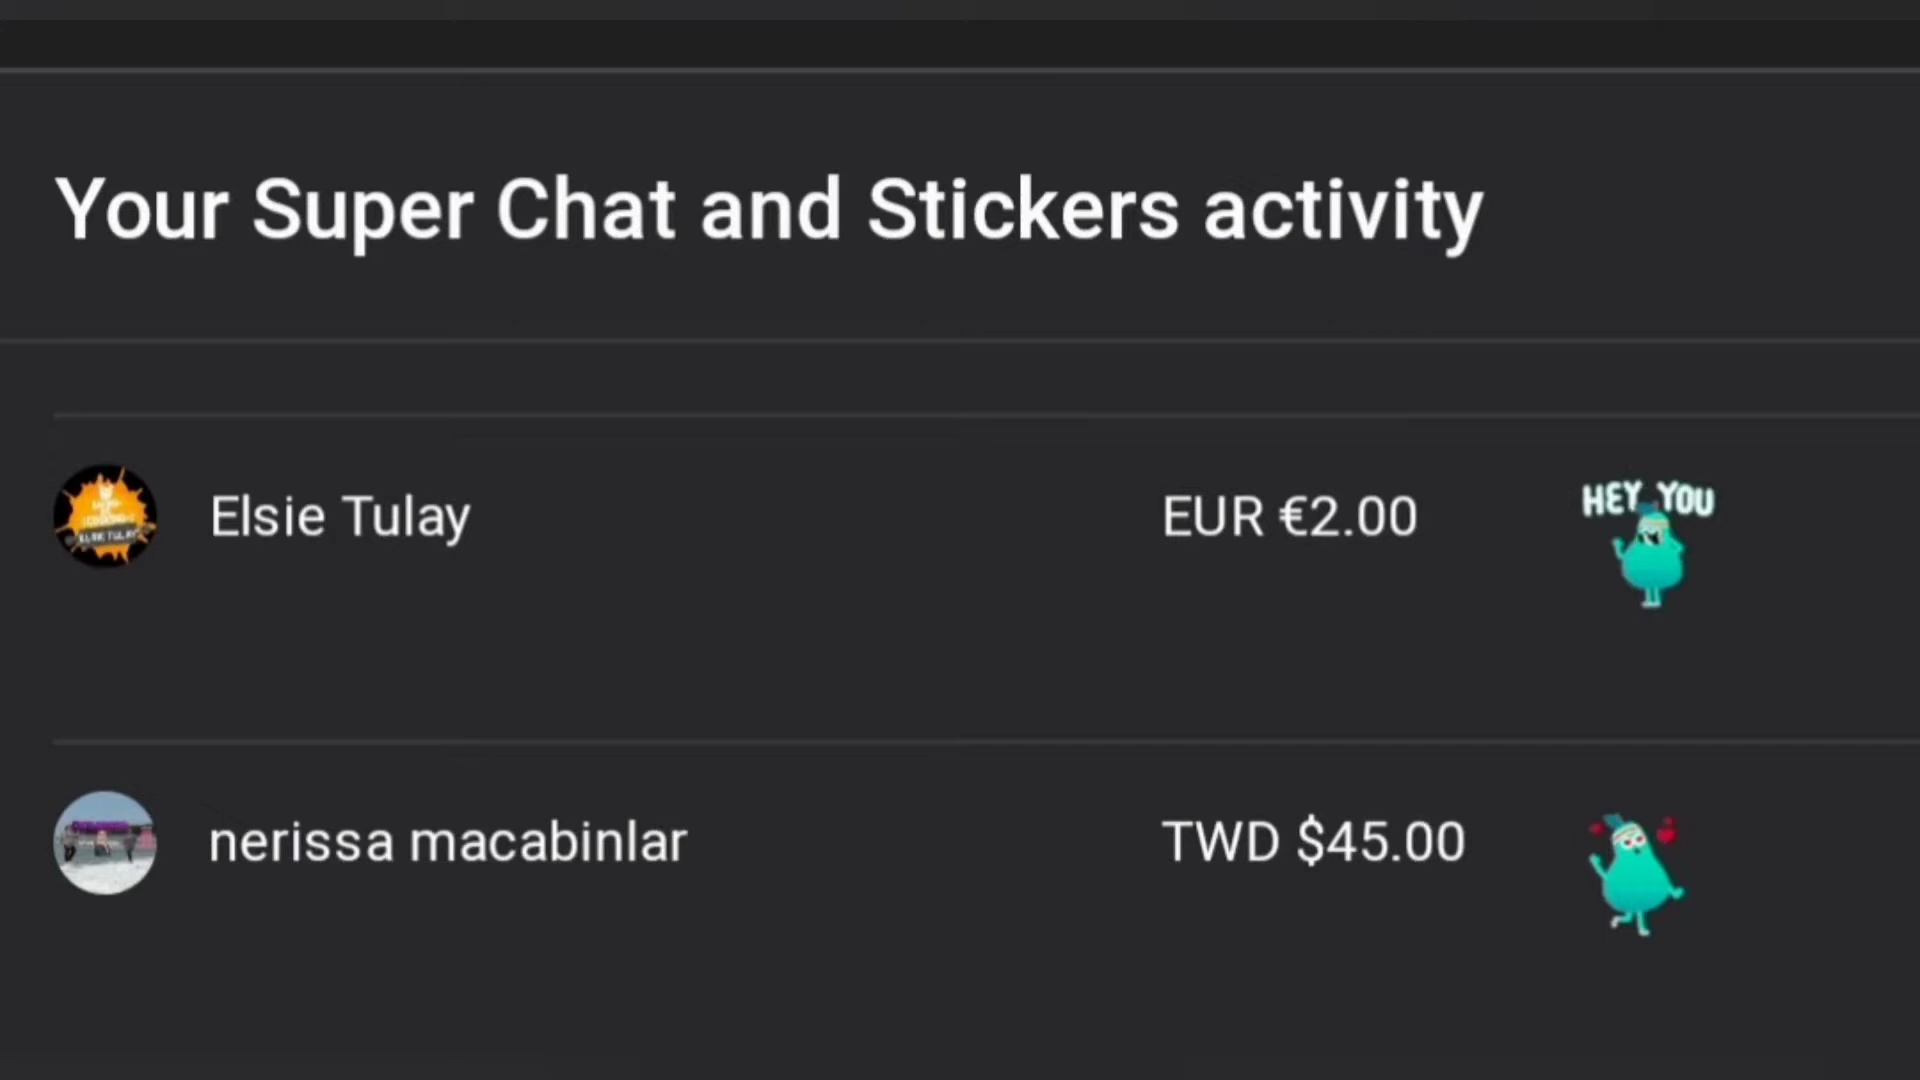 Your Super Chat and Stickers activity
Elsie Tulay
EUR €2.00
HEY YOU
nerissa macabinlar
TWD $45.00